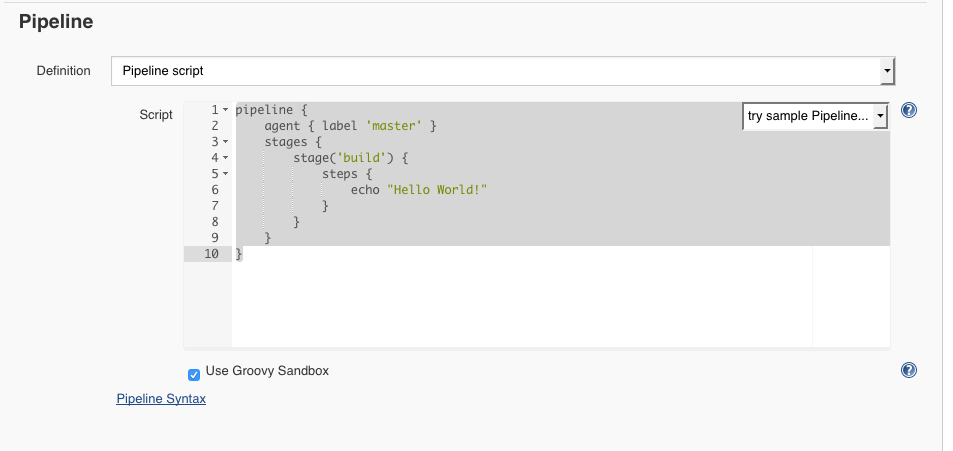 Pipeline
Definition Pipeline script
Script
try sample Pipeline...
1 pipeline {
2     agent { label 'master' }
3     stages {
4         stage('build') {
5             steps {
6                 echo "Hello World!"
7             }
8         }
9     }
10 }
Use Groovy Sandbox
Pipeline Syntax